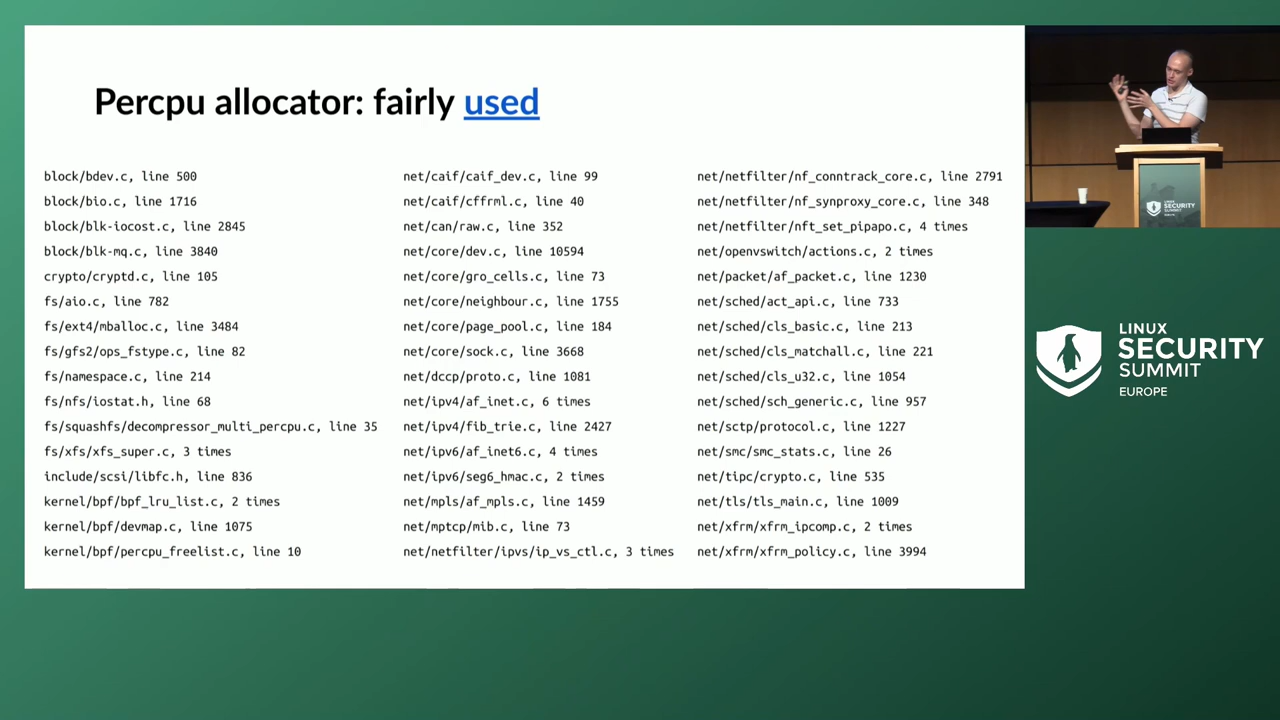 Percpu allocator: fairly used
block/bdev.c, line 500
block/bio.c, line 1716
block/blk-iocost.c, line 2845
block/blk-mq.c, line 3840
crypto/cryptd.c, line 105
fs/aio.c, line 782
fs/ext4/mballoc.c, line 3484
fs/gfs2/ops_fstype.c, line 82
fs/namespace.c, line 214
fs/nfs/iostat.h, line 68
fs/squashfs/decompressor_multi_percpu.c, line 35
fs/xfs/xfs_super.c, 3 times
include/scsi/libfc.h, line 836
kernel/bpf/bpf_lru_list.c, 2 times
kernel/bpf/devmap.c, line 1075
kernel/bpf/percpu_freelist.c, line 10
net/caif/caif_dev.c, line 99
net/caif/cffrml.c, line 40
net/can/raw.c, line 352
net/core/dev.c, line 10594
net/core/gro_cells.c, line 73
net/core/neighbour.c, line 1755
net/core/page_pool.c, line 184
net/core/sock.c, line 3668
net/dccp/proto.c, line 1081
net/ipv4/af_inet.c, 6 times
net/ipv4/fib_trie.c, line 2427
net/ipv6/af_inet6.c, 4 times
net/ipv6/seg6_hmac.c, 2 times
net/mpls/af_mpls.c, line 1459
net/mptcp/mib.c, line 73
net/netfilter/ipvs/ip_vs_ctl.c, 3 times
net/netfilter/nf_conntrack_core.c, line 2791
net/netfilter/nf_synproxy_core.c, line 348
net/netfilter/nft_set_pipapo.c, 4 times
net/openvswitch/actions.c, 2 times
net/packet/af_packet.c, line 1230
net/sched/act_api.c, line 733
net/sched/cls_basic.c, line 213
net/sched/cls_matchall.c, line 221
net/sched/cls_u32.c, line 1054
net/sched/sch_generic.c, line 957
net/sctp/protocol.c, line 1227
net/smc/smc_stats.c, line 26
net/tipc/crypto.c, line 535
net/tls/tls_main.c, line 1009
net/xfrm/xfrm_ipcomp.c, 2 times
net/xfrm/xfrm_policy.c, line 3994
LINUX
SECURITY
SUMMIT
LINUX
SECURITY
SUMMIT
EUROPE